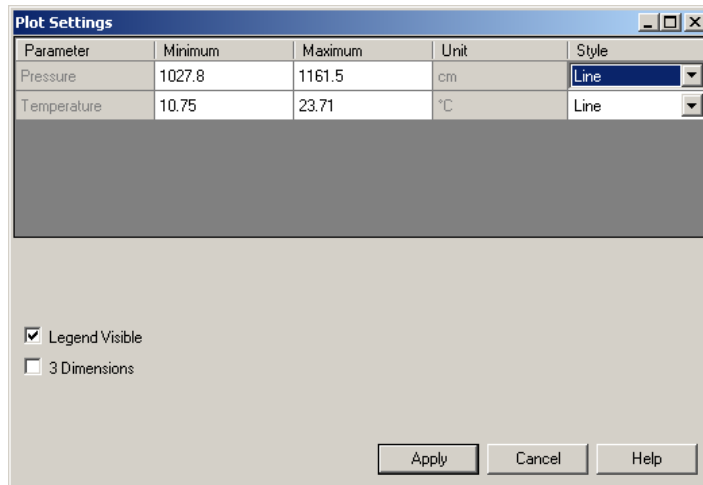 Plot Settings
Parameter Minimum Maximum Unit Style
Pressure 1027.8 1161.5 cm Line
Temperature 10.75 23.71 °C Line
Legend Visible
3 Dimensions
Apply Cancel Help